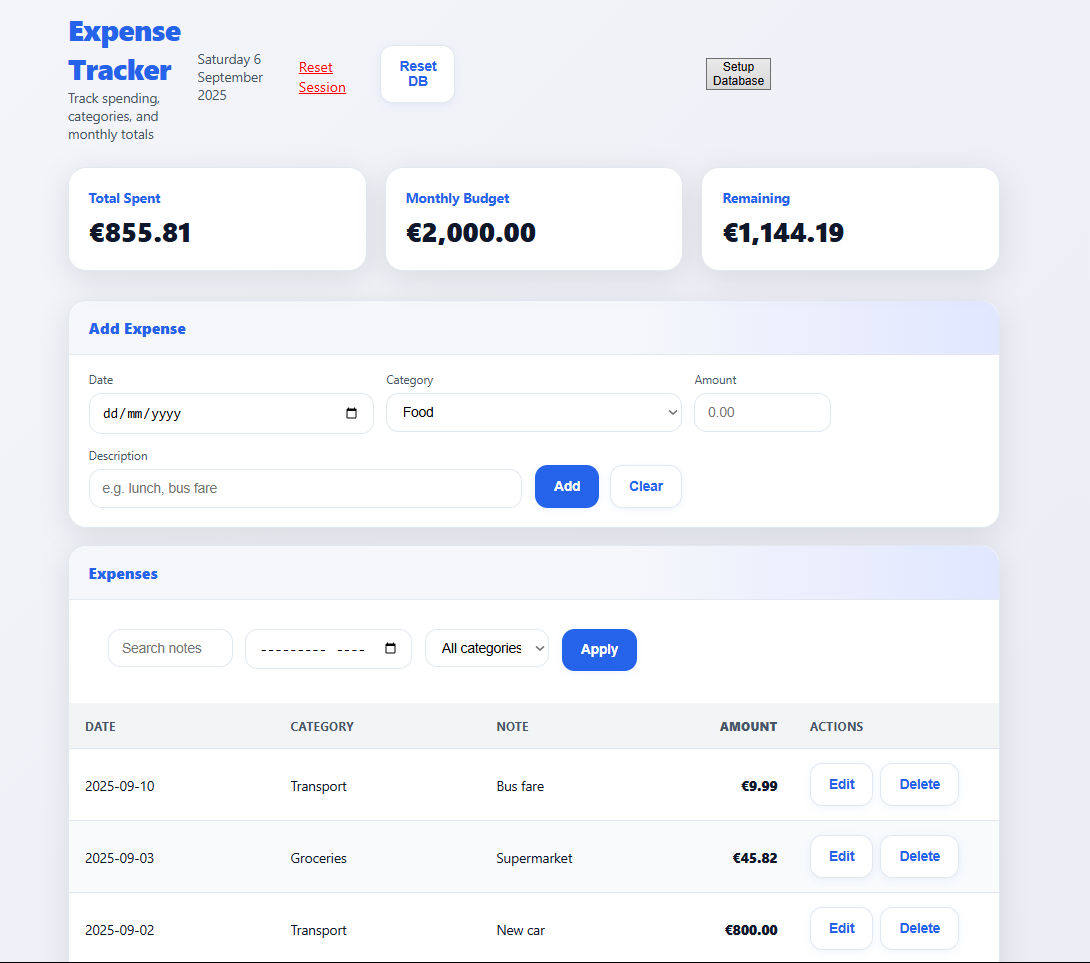 Expense
Tracker
Track spending,
categories, and
monthly totals
Saturday 6
September
2025
Reset
Session
Reset
DB
Setup
Database
Total Spent
€855.81
Monthly Budget
€2,000.00
Remaining
€1,144.19
Add Expense
Date
Category
Amount
dd/mm/yyyy
Food
0.00
Description
e.g. lunch, bus fare
Add
Clear
Expenses
Search notes
--------- ----
All categories
Apply
DATE CATEGORY NOTE AMOUNT ACTIONS
2025-09-10 Transport Bus fare €9.99 Edit Delete
2025-09-03 Groceries Supermarket €45.82 Edit Delete
2025-09-02 Transport New car €800.00 Edit Delete